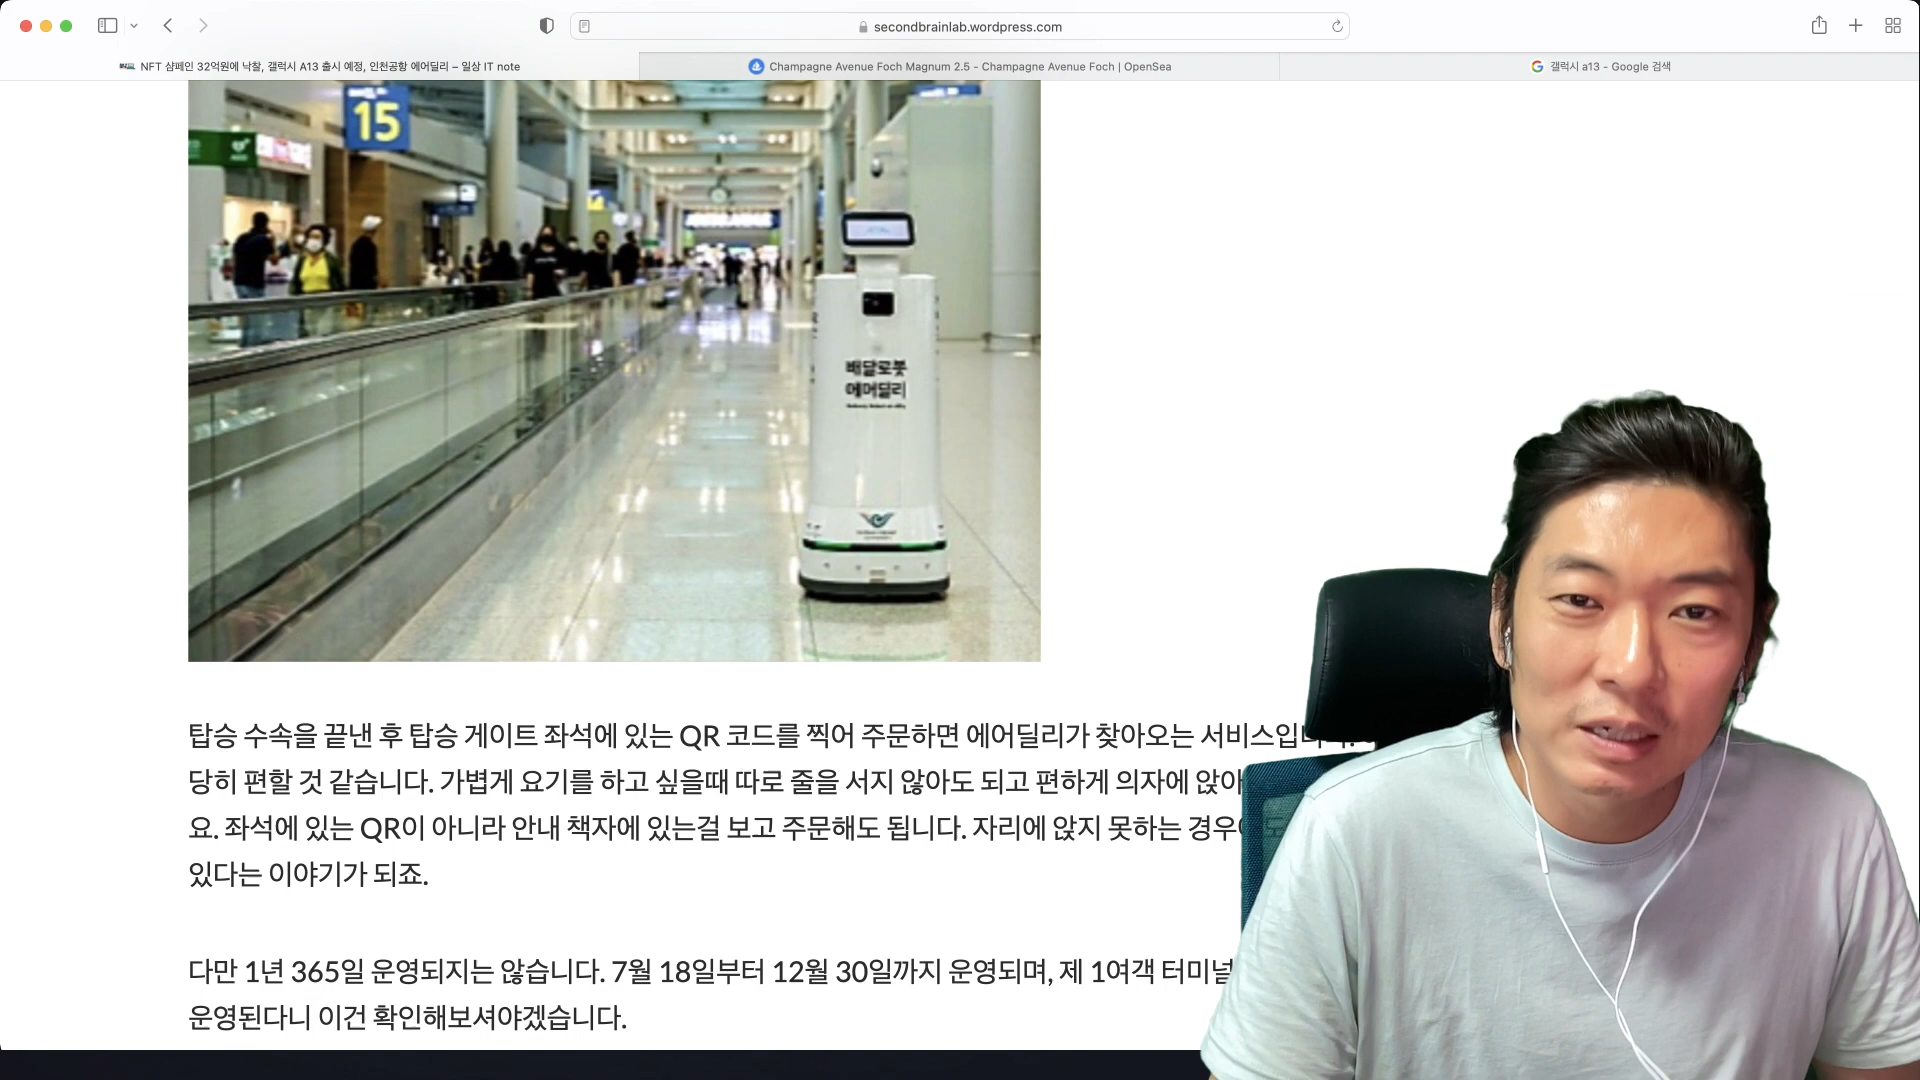 secondbrainlab.wordpress.com
NFT 샴페인 32억원에 낙찰, 갤럭시 A13 출시 예정, 인천공항 에어딜리 – 일상 IT note
Champagne Avenue Foch Magnum 2.5 - Champagne Avenue Foch | OpenSea
갤럭시 a13 - Google 검색
15
배달로봇
에어딜리
탑승 수속을 끝낸 후 탑승 게이트 좌석에 있는 QR 코드를 찍어 주문하면 에어딜리가 찾아오는 서비스입니다.
당히 편할 것 같습니다. 가볍게 요기를 하고 싶을때 따로 줄을 서지 않아도 되고 편하게 의자에 앉아
요. 좌석에 있는 QR이 아니라 안내 책자에 있는걸 보고 주문해도 됩니다. 자리에 앉지 못하는 경우
있다는 이야기가 되죠.
다만 1년 365일 운영되지는 않습니다. 7월 18일부터 12월 30일까지 운영되며, 제 1여객 터미널
운영된다니 이건 확인해보셔야겠습니다.